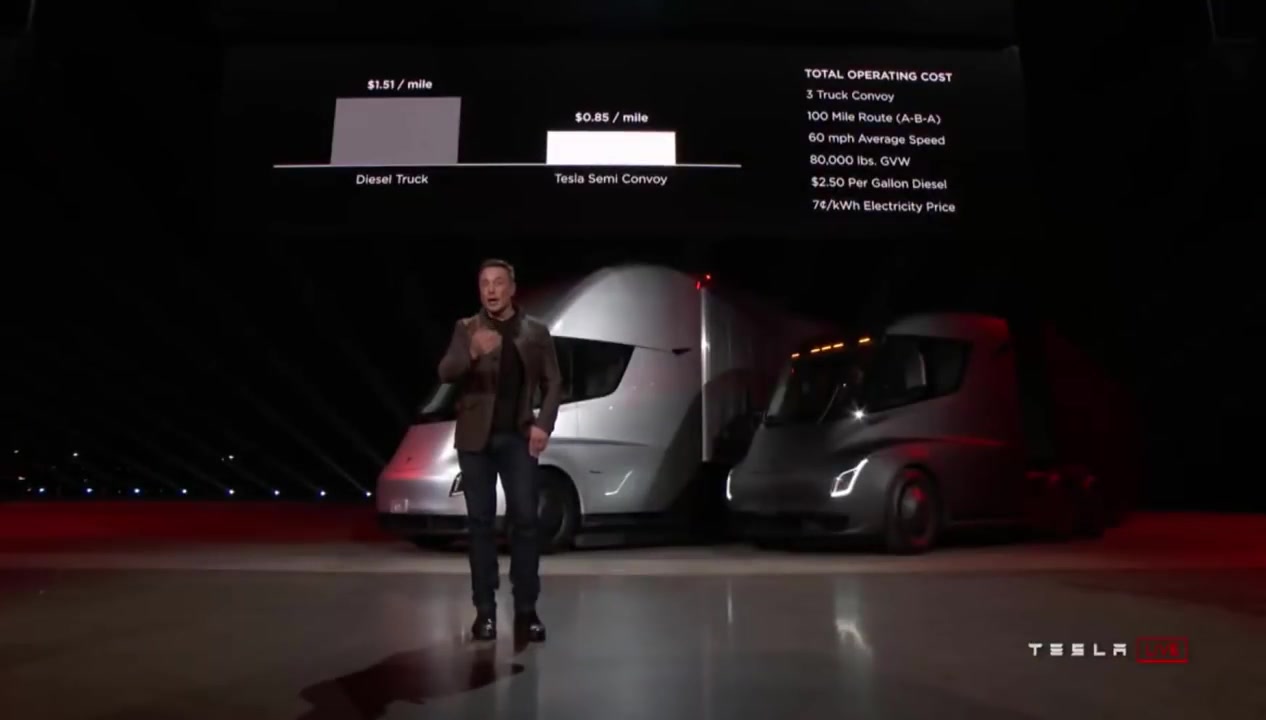 $1.51 / mile
$0.85 / mile
Diesel Truck
Tesla Semi Convoy
TOTAL OPERATING COST
3 Truck Convoy
100 Mile Route (A-B-A)
60 mph Average Speed
80,000 lbs. GVW
$2.50 Per Gallon Diesel
7¢/kWh Electricity Price
TESLA LIVE